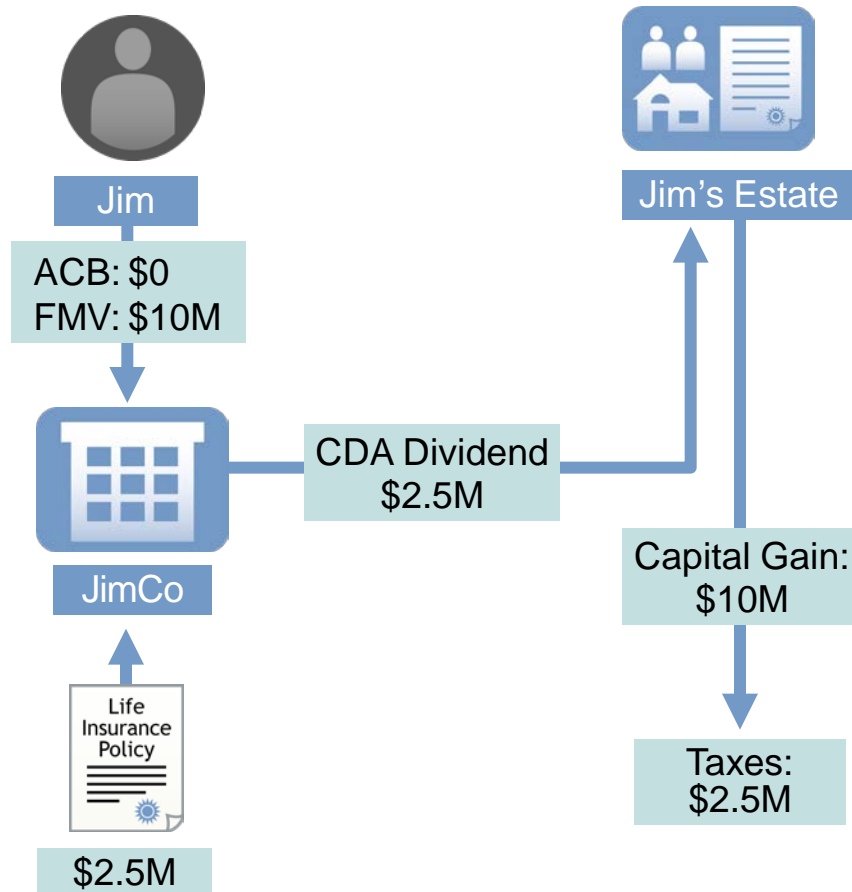 Jim
ACB: $0
FMV: $10M
JimCo
Life
Insurance
Policy
$2.5M
CDA Dividend
$2.5M
Jim’s Estate
Capital Gain:
$10M
Taxes:
$2.5M